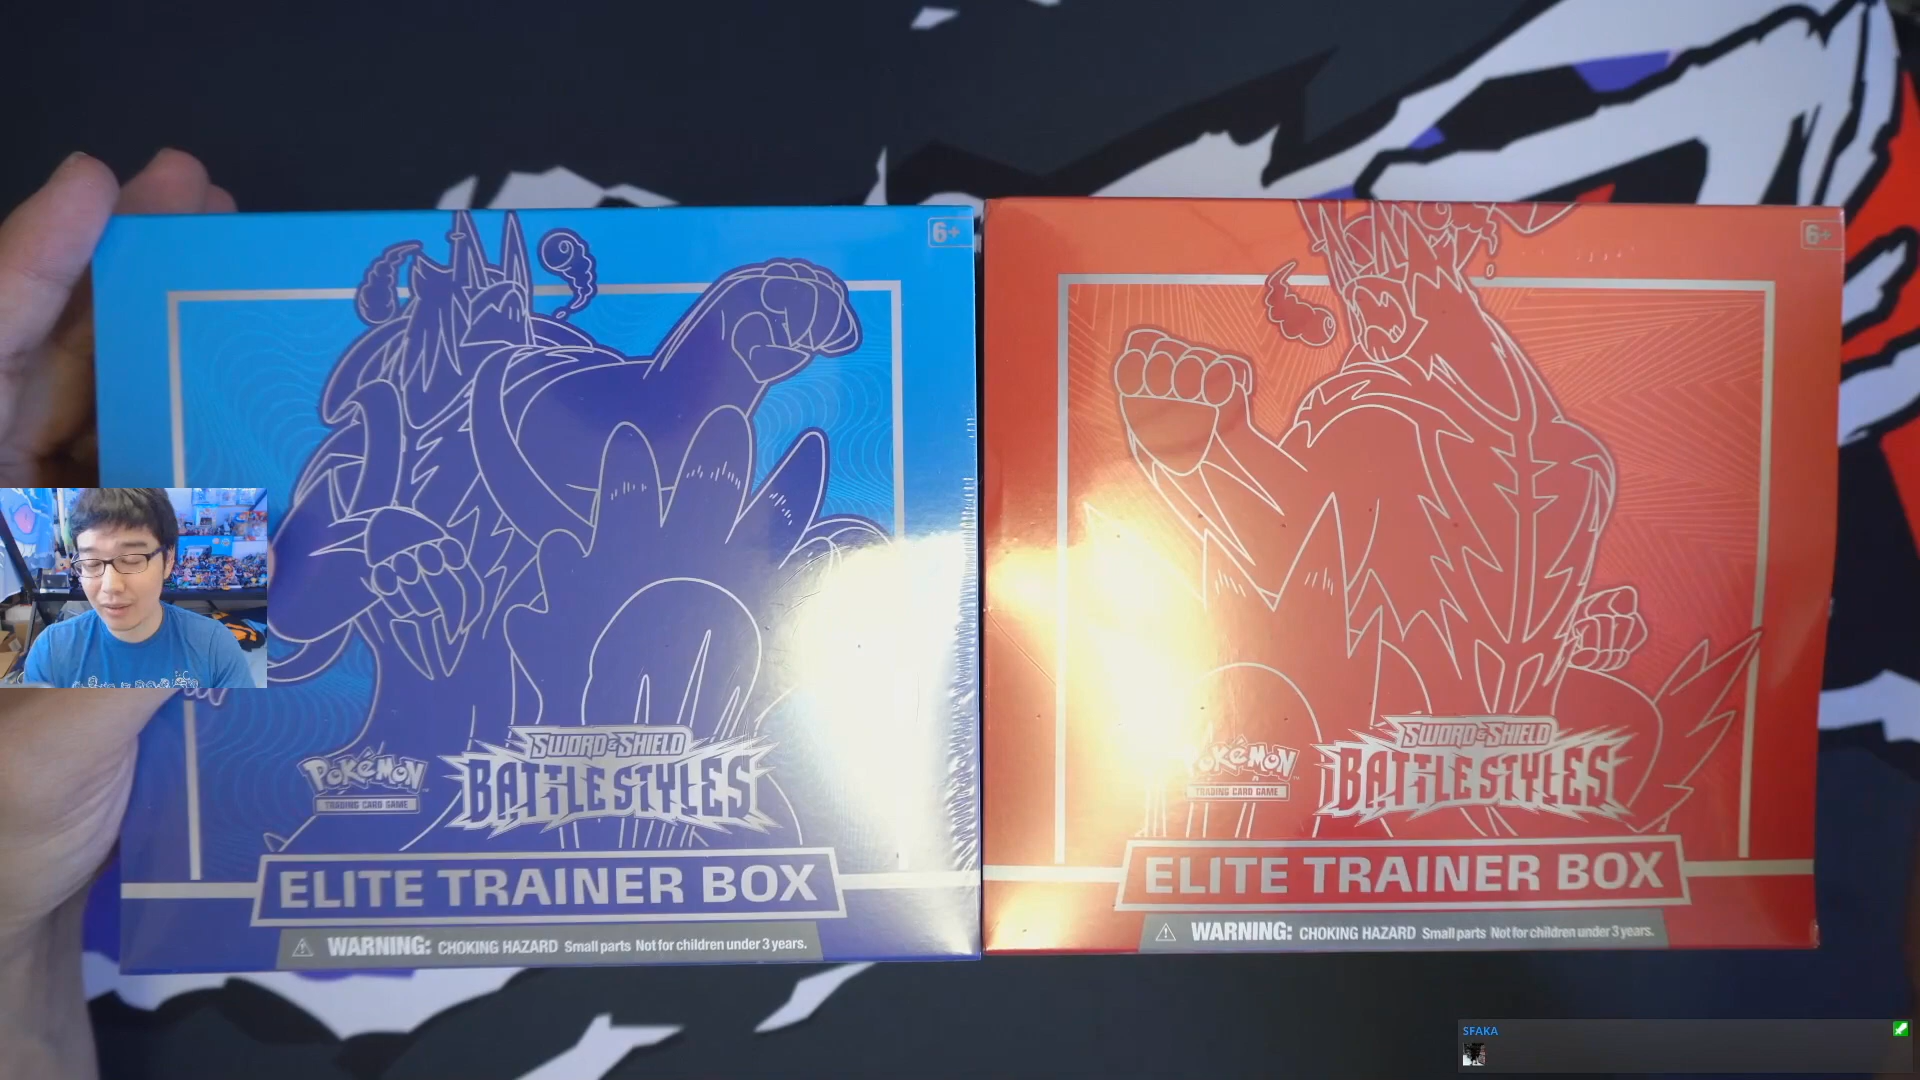 6+
SWORD & SHIELD
BATTLE STYLES
POKÉMON
TRADING CARD GAME
ELITE TRAINER BOX
WARNING: CHOKING HAZARD Small parts Not for children under 3 years.
6+
SWORD & SHIELD
BATTLE STYLES
POKÉMON
TRADING CARD GAME
ELITE TRAINER BOX
WARNING: CHOKING HAZARD Small parts Not for children under 3 years.
SFAKA